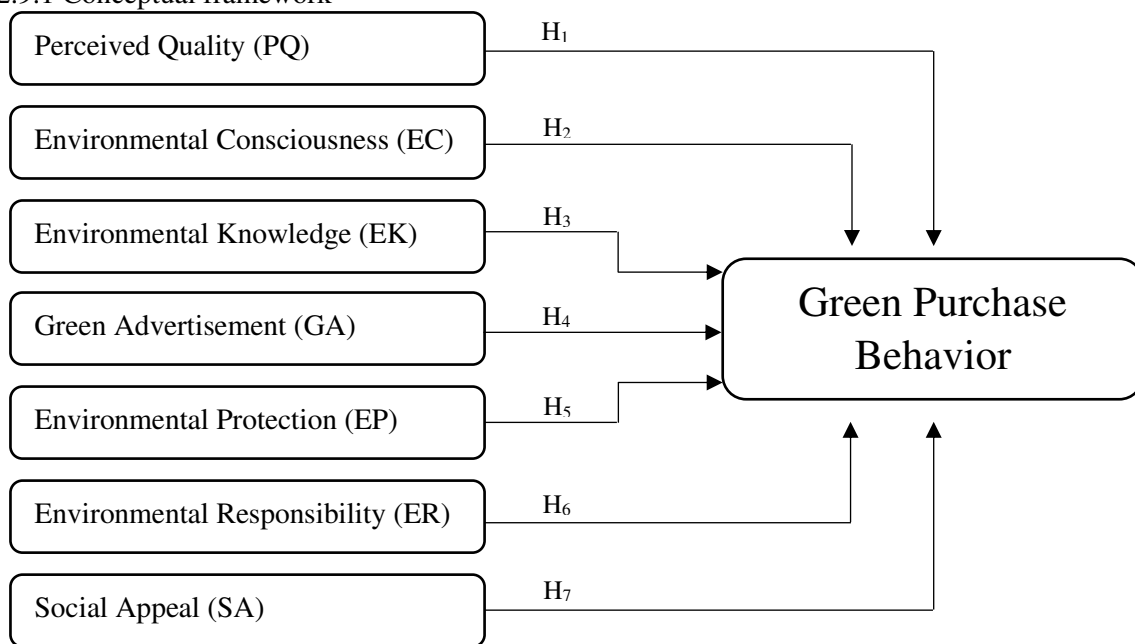 2.9.1 Conceptual framework
Perceived Quality (PQ)
H₁
Environmental Consciousness (EC)
H₂
Environmental Knowledge (EK)
H₃
Green Advertisement (GA)
H₄
Environmental Protection (EP)
H₅
Environmental Responsibility (ER)
H₆
Social Appeal (SA)
H₇
Green Purchase
Behavior